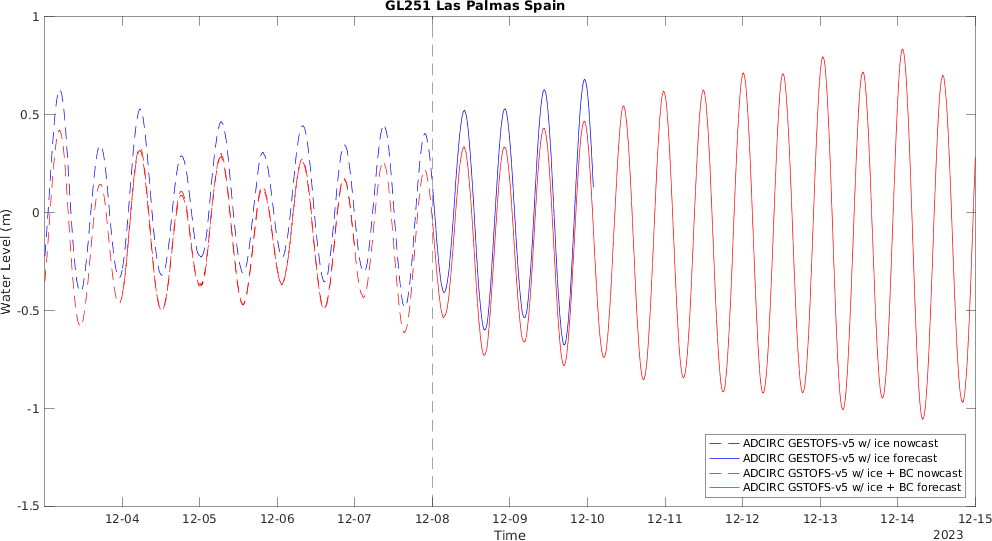 GL251 Las Palmas Spain
1
0.5
0
-0.5
-1
-1.5
Water Level (m)
12-04 12-05 12-06 12-07 12-08 12-09 12-10 12-11 12-12 12-13 12-14 12-15
Time
2023
ADCIRC GESTOFS-v5 w/ ice nowcast
ADCIRC GESTOFS-v5 w/ ice forecast
ADCIRC GSTOFS-v5 w/ ice + BC nowcast
ADCIRC GSTOFS-v5 w/ ice + BC forecast